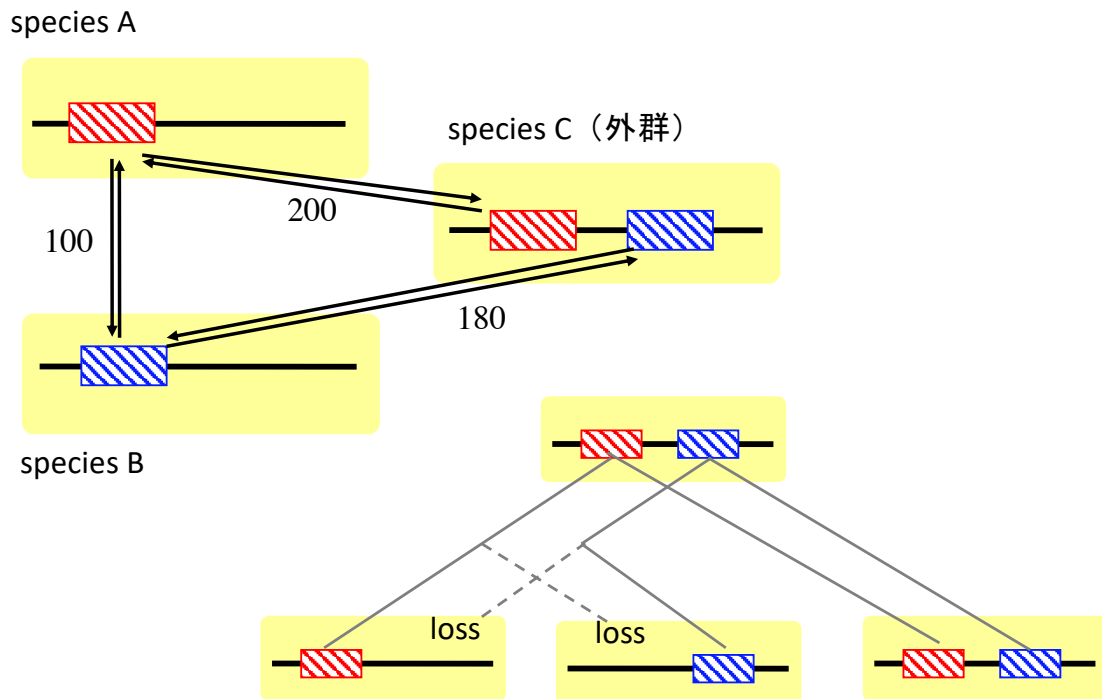 species A
species C（外群）
200
100
180
species B
loss
loss